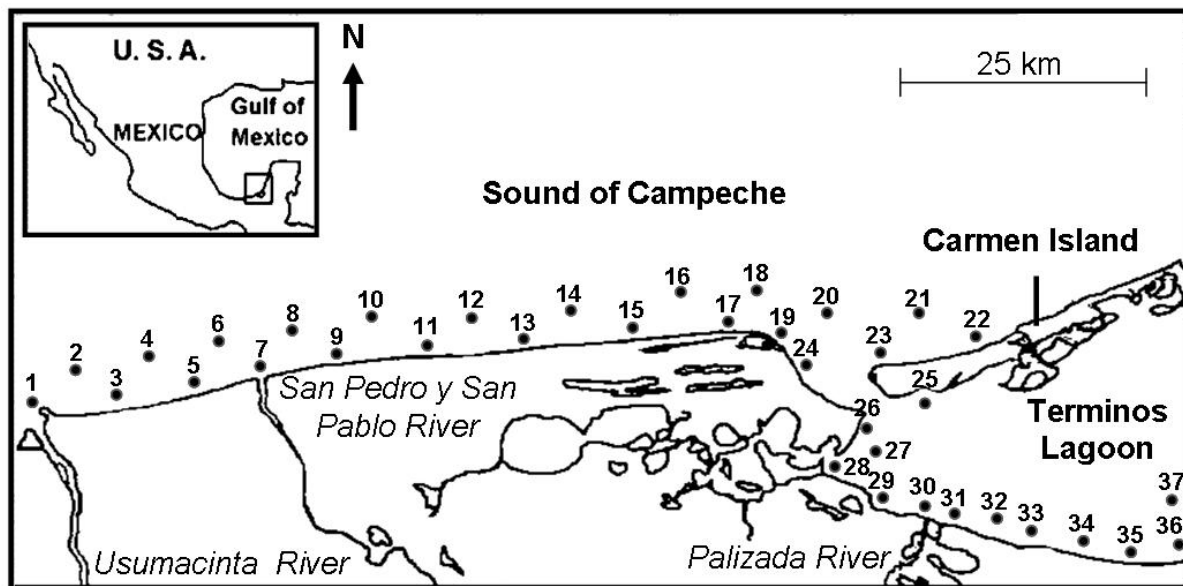 U. S. A.
MEXICO
Gulf of
Mexico
N
25 km
Sound of Campeche
Carmen Island
Terminos
Lagoon
San Pedro y San
Pablo River
Usumacinta River
Palizada River
1
2
3
4
5
6
7
8
9
10
11
12
13
14
15
16
17
18
19
20
21
22
23
24
25
26
27
28
29
30
31
32
33
34
35
36
37